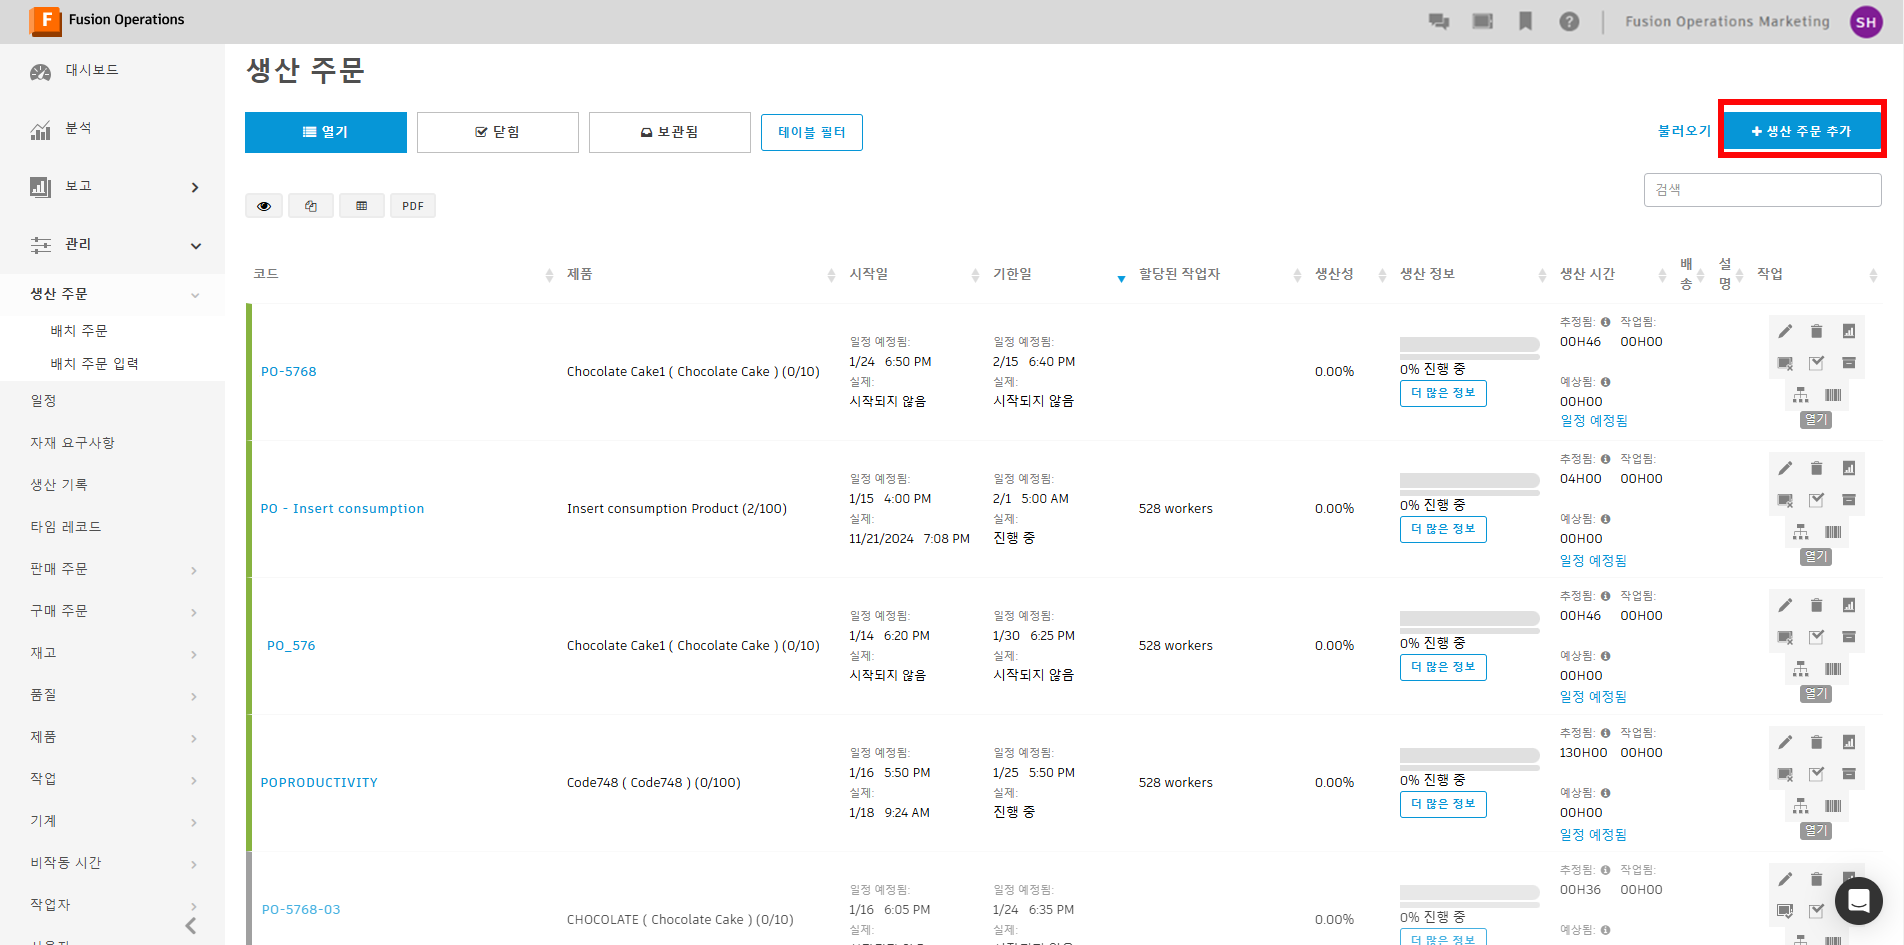 F Fusion Operations
Fusion Operations Marketing SH
대시보드
분석
보고
관리
생산 주문
배치 주문
배치 주문 입력
일정
자재 요구사항
생산 기록
타임 레코드
판매 주문
구매 주문
재고
품질
제품
작업
기계
비작동 시간
작업자
생산 주문
열기
닫힘
보관됨
테이블 필터
불러오기
+ 생산 주문 추가
PDF
검색
코드 제품 시작일 기한일 할당된 작업자 생산성 생산 정보 생산 시간 배송 설명 작업
PO-5768
Chocolate Cake1 ( Chocolate Cake ) (0/10)
일정 예정됨:
1/24 6:50 PM
실제:
시작되지 않음
일정 예정됨:
2/15 6:40 PM
실제:
시작되지 않음
0.00%
0% 진행 중
더 많은 정보
추정됨: 작업됨:
00H46 00H00
예상됨:
00H00
일정 예정됨
열기
PO - Insert consumption
Insert consumption Product (2/100)
일정 예정됨:
1/15 4:00 PM
실제:
11/21/2024 7:08 PM
일정 예정됨:
2/1 5:00 AM
실제:
진행 중
528 workers
0.00%
0% 진행 중
더 많은 정보
추정됨: 작업됨:
04H00 00H00
예상됨:
00H00
일정 예정됨
열기
PO_576
Chocolate Cake1 ( Chocolate Cake ) (0/10)
일정 예정됨:
1/14 6:20 PM
실제:
시작되지 않음
일정 예정됨:
1/30 6:25 PM
실제:
시작되지 않음
528 workers
0.00%
0% 진행 중
더 많은 정보
추정됨: 작업됨:
00H46 00H00
예상됨:
00H00
일정 예정됨
열기
POPRODUCTIVITY
Code748 ( Code748 ) (0/100)
일정 예정됨:
1/16 5:50 PM
실제:
1/18 9:24 AM
일정 예정됨:
1/25 5:50 PM
실제:
진행 중
528 workers
0.00%
0% 진행 중
더 많은 정보
추정됨: 작업됨:
130H00 00H00
예상됨:
00H00
일정 예정됨
열기
PO-5768-03
CHOCOLATE ( Chocolate Cake ) (0/10)
일정 예정됨:
1/16 6:05 PM
실제:
일정 예정됨:
1/24 6:35 PM
실제:
0.00%
0% 진행 중
더 많은 정보
추정됨: 작업됨:
00H36 00H00
예상됨: